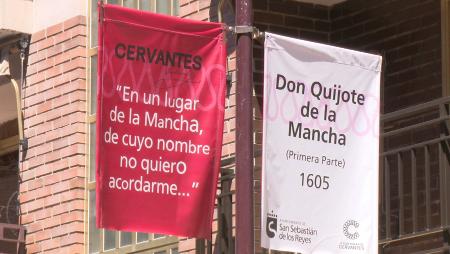 CERVANTES
"En un lugar
de la Mancha,
de cuyo nombre
no quiero
acordarme..."
Don Quijote
de la
Mancha
(Primera Parte)
1605
San Sebastián
de los Reyes
CERVANTES